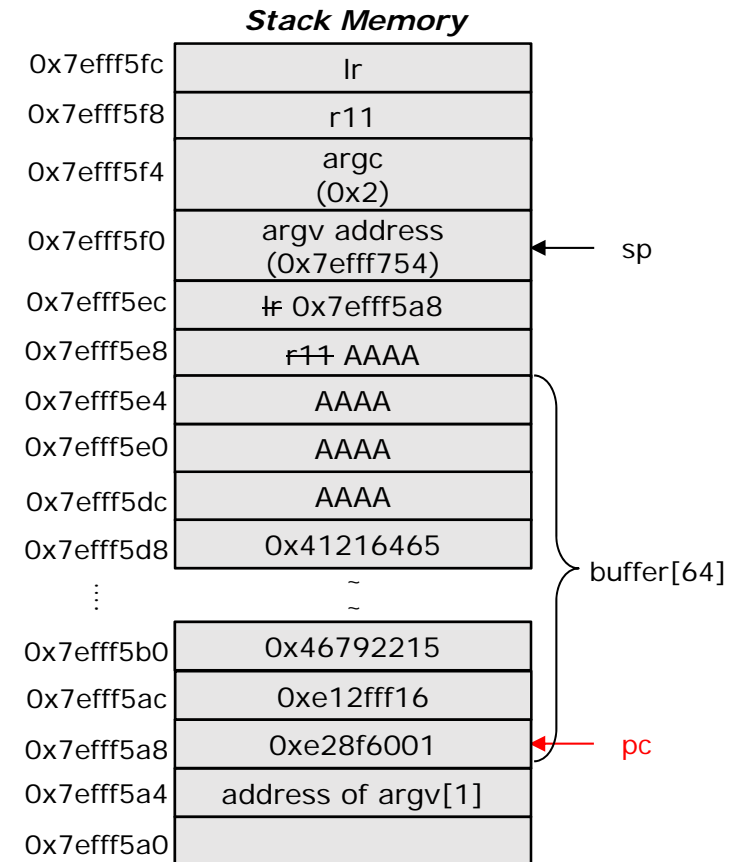 Stack Memory
0x7efff5fc lr
0x7efff5f8 r11
0x7efff5f4 argc
(0x2)
0x7efff5f0 argv address
(0x7efff754) sp
0x7efff5ec lr 0x7efff5a8
0x7efff5e8 r11 AAAA
0x7efff5e4 AAAA
0x7efff5e0 AAAA
0x7efff5dc AAAA
0x7efff5d8 0x41216465
⋮ ~
~
buffer[64]
0x7efff5b0 0x46792215
0x7efff5ac 0xe12fff16
0x7efff5a8 0xe28f6001 pc
0x7efff5a4 address of argv[1]
0x7efff5a0